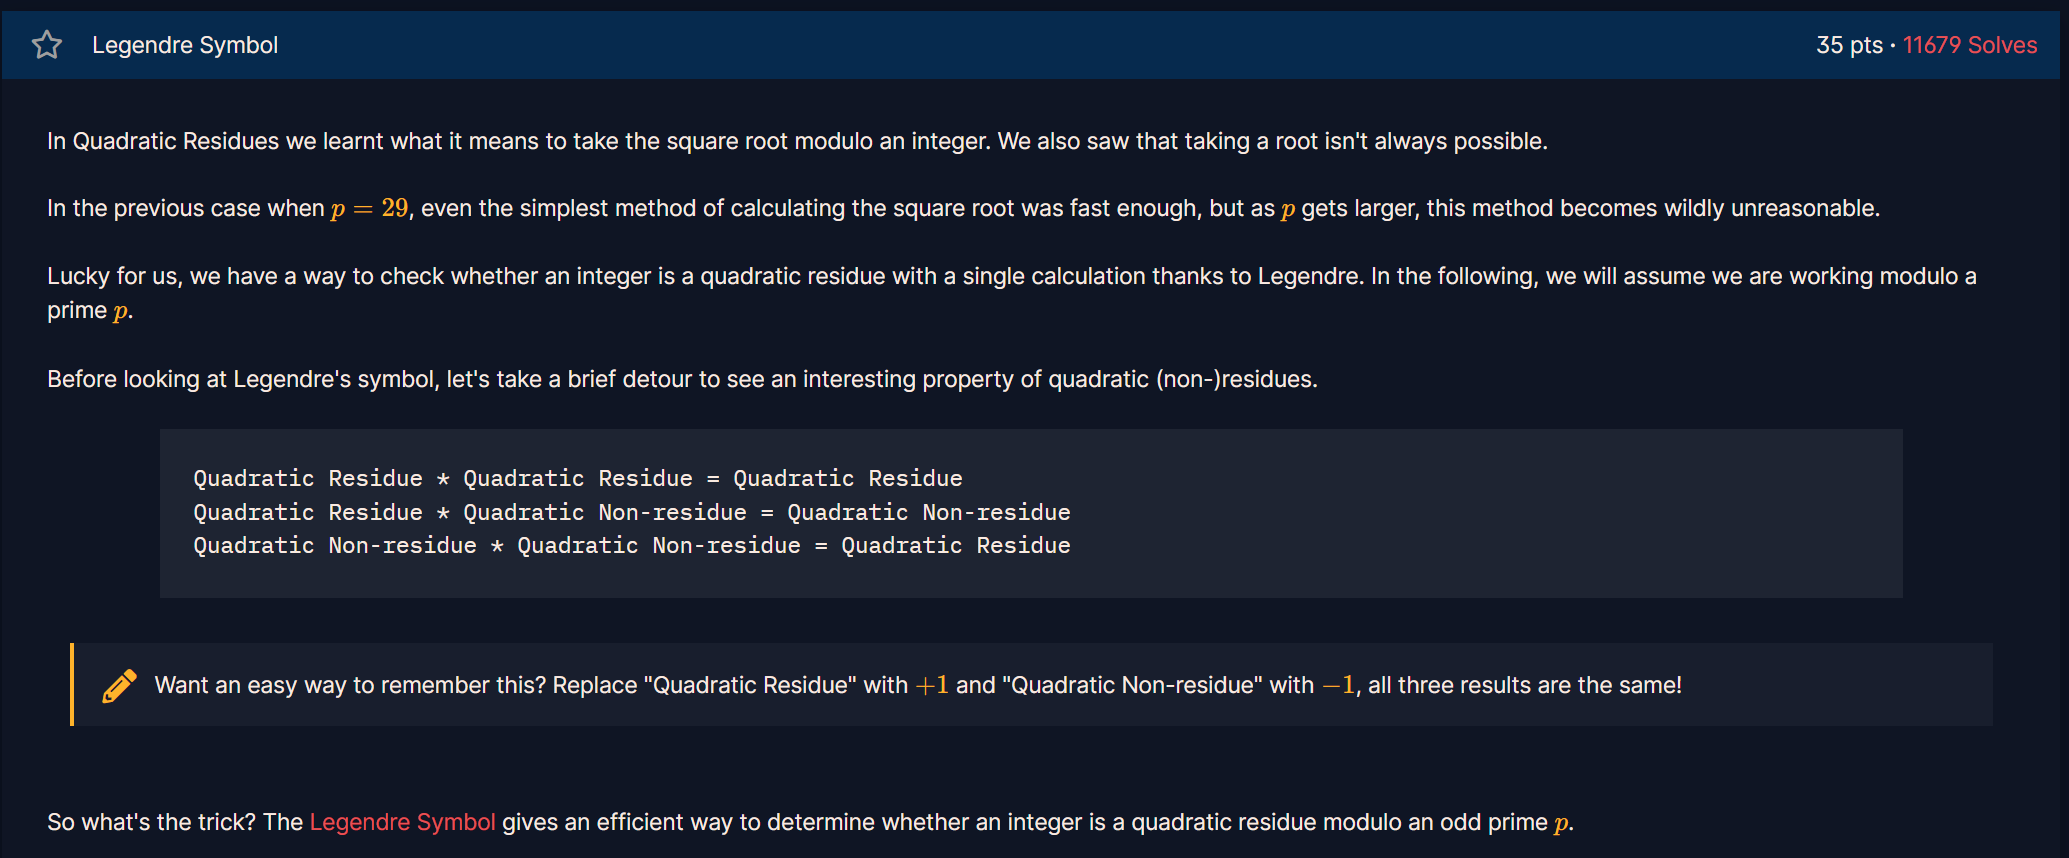 Legendre Symbol
35 pts · 11679 Solves
In Quadratic Residues we learnt what it means to take the square root modulo an integer. We also saw that taking a root isn't always possible.
In the previous case when p = 29, even the simplest method of calculating the square root was fast enough, but as p gets larger, this method becomes wildly unreasonable.
Lucky for us, we have a way to check whether an integer is a quadratic residue with a single calculation thanks to Legendre. In the following, we will assume we are working modulo a
prime p.
Before looking at Legendre's symbol, let's take a brief detour to see an interesting property of quadratic (non-)residues.
Quadratic Residue * Quadratic Residue = Quadratic Residue
Quadratic Residue * Quadratic Non-residue = Quadratic Non-residue
Quadratic Non-residue * Quadratic Non-residue = Quadratic Residue
Want an easy way to remember this? Replace "Quadratic Residue" with +1 and "Quadratic Non-residue" with −1, all three results are the same!
So what's the trick? The Legendre Symbol gives an efficient way to determine whether an integer is a quadratic residue modulo an odd prime p.